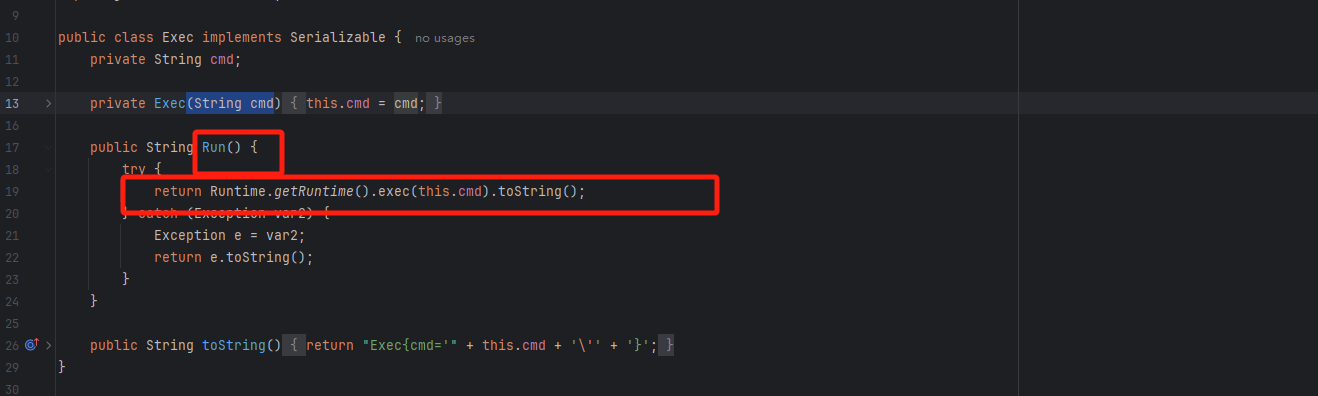 9
10 public class Exec implements Serializable { no usages
11 private String cmd;
12
13 private Exec(String cmd) { this.cmd = cmd; }
16
17 public String Run() {
18 try {
19 return Runtime.getRuntime().exec(this.cmd).toString();
20 } catch (Exception var2) {
21 Exception e = var2;
22 return e.toString();
23 }
24 }
25
26 public String toString() { return "Exec{cmd='" + this.cmd + '\'' + '}'; }
29 }
30